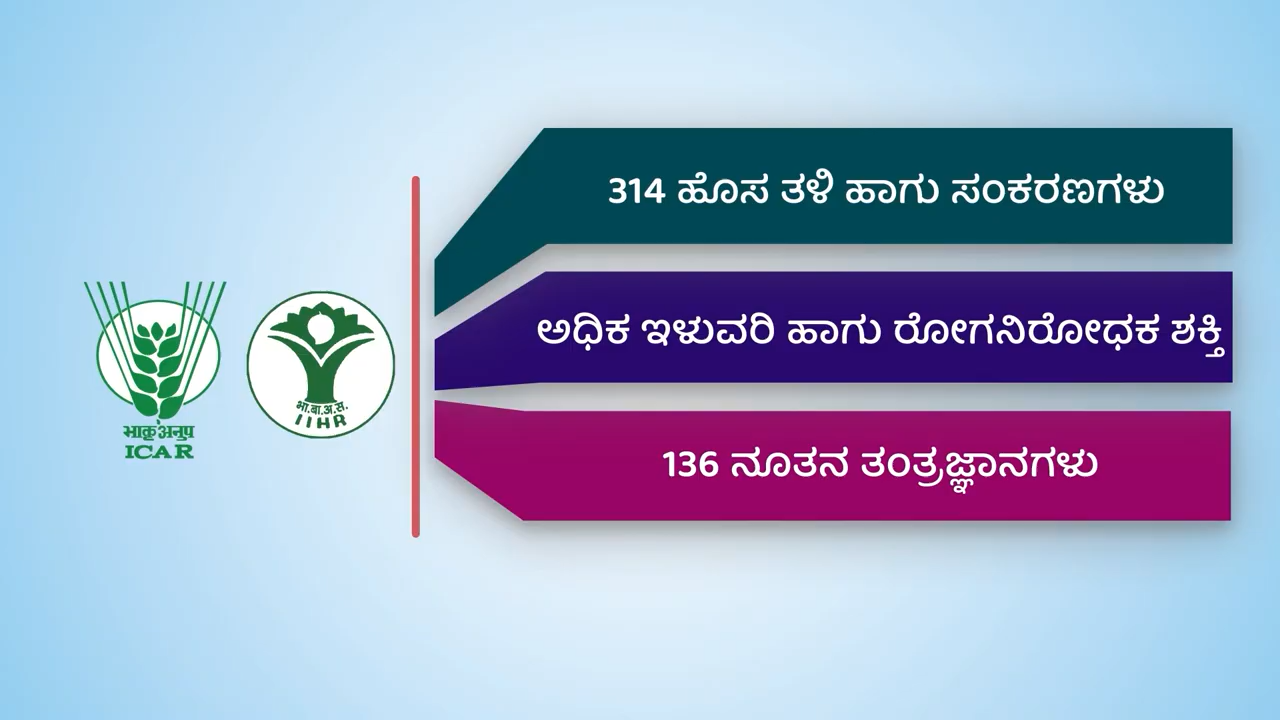 314 ಹೊಸ ತಳಿ ಹಾಗು ಸಂಕರಣಗಳು
ಅಧಿಕ ಇಳುವರಿ ಹಾಗು ರೋಗನಿರೋಧಕ ಶಕ್ತಿ
136 ನೂತನ ತಂತ್ರಜ್ಞಾನಗಳು
भाकृअनुप
ICAR
भा.बा.अ.स.
IIHR